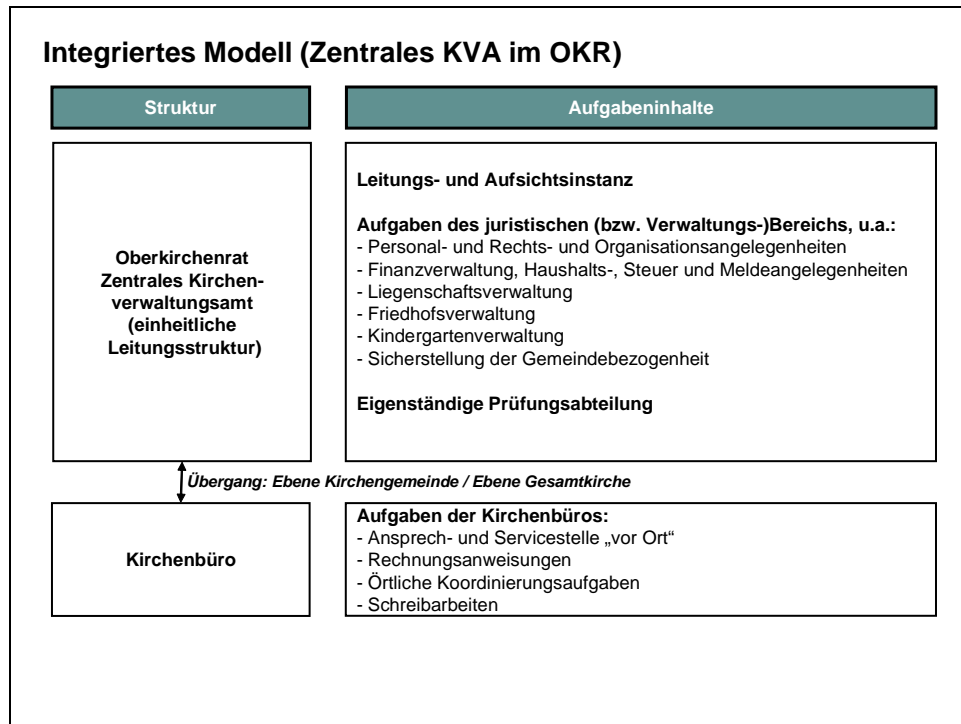 Integriertes Modell (Zentrales KVA im OKR)
Struktur
Aufgabeninhalte
Oberkirchenrat
Zentrales Kirchen-
verwaltungsamt
(einheitliche
Leitungsstruktur)
Leitungs- und Aufsichtsinstanz
Aufgaben des juristischen (bzw. Verwaltungs-)Bereichs, u.a.:
- Personal- und Rechts- und Organisationsangelegenheiten
- Finanzverwaltung, Haushalts-, Steuer und Meldeangelegenheiten
- Liegenschaftsverwaltung
- Friedhofsverwaltung
- Kindergartenverwaltung
- Sicherstellung der Gemeindebezogenheit
Eigenständige Prüfungsabteilung
Übergang: Ebene Kirchengemeinde / Ebene Gesamtkirche
Kirchenbüro
Aufgaben der Kirchenbüros:
- Ansprech- und Servicestelle „vor Ort“
- Rechnungsanweisungen
- Örtliche Koordinierungsaufgaben
- Schreibarbeiten